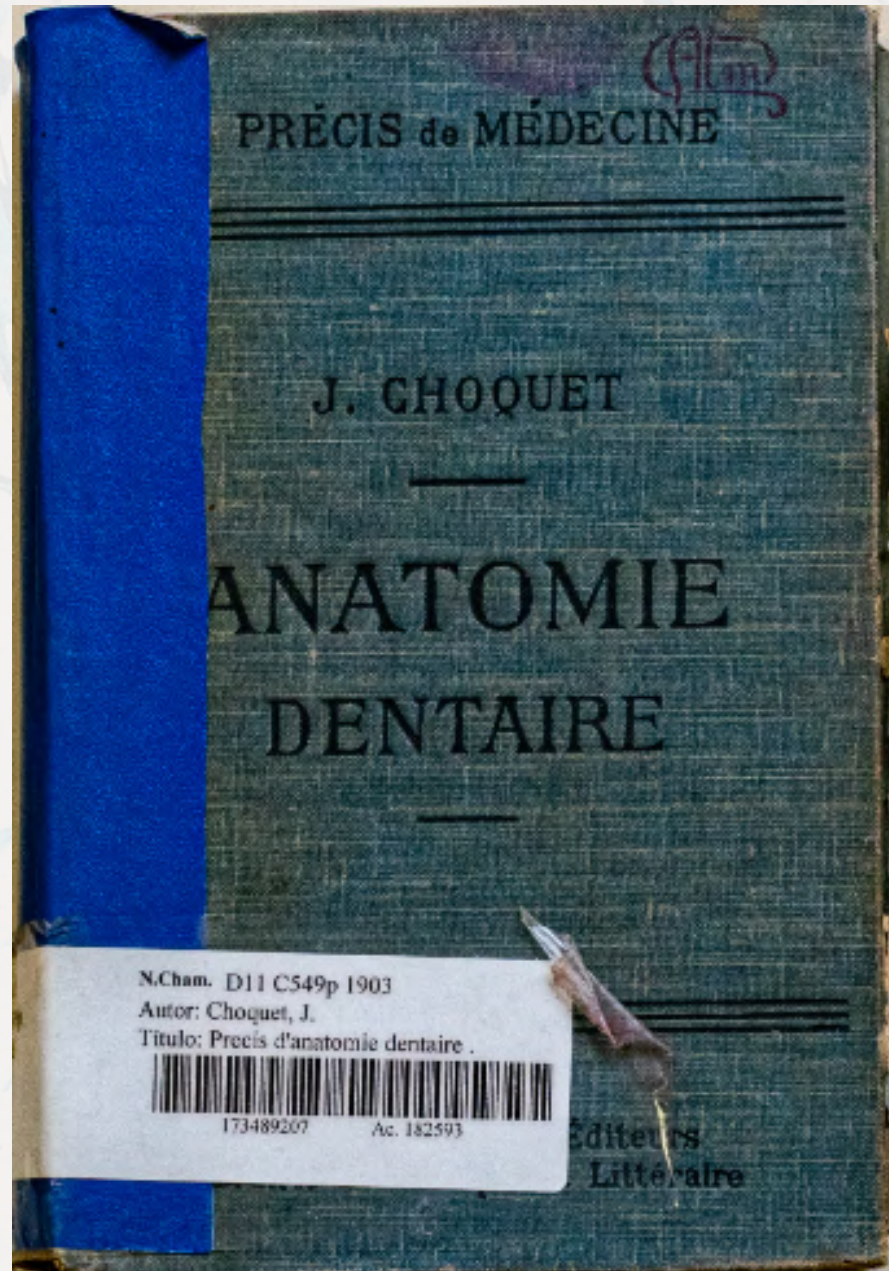 PRÉCIS de MÉDECINE
J. CHOQUET
ANATOMIE
DENTAIRE
N.Cham. D11 C549p 1903
Autor: Choquet, J.
Título: Precis d'anatomie dentaire .
173489207 Ac. 182593
Éditeurs
Littéraire